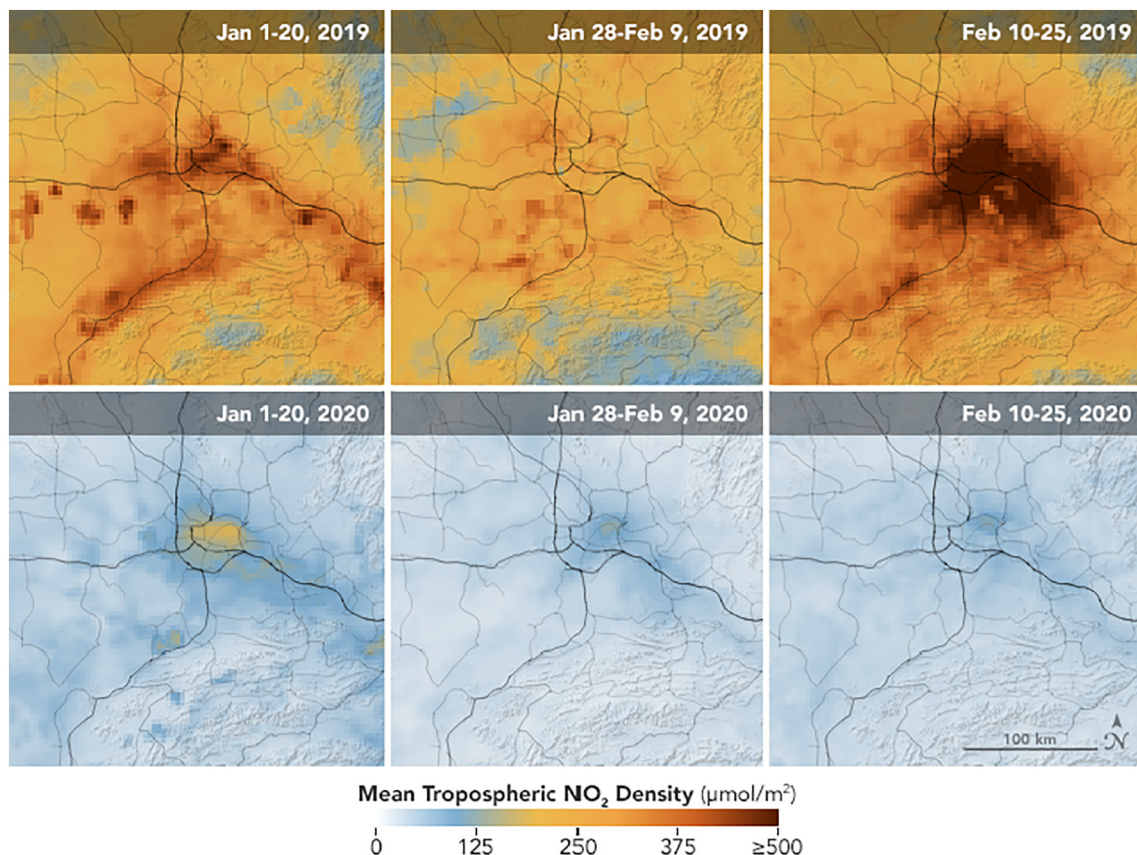 Jan 1-20, 2019
Jan 28-Feb 9, 2019
Feb 10-25, 2019
Jan 1-20, 2020
Jan 28-Feb 9, 2020
Feb 10-25, 2020
100 km
N
Mean Tropospheric NO₂ Density (µmol/m²)
0 125 250 375 ≥500